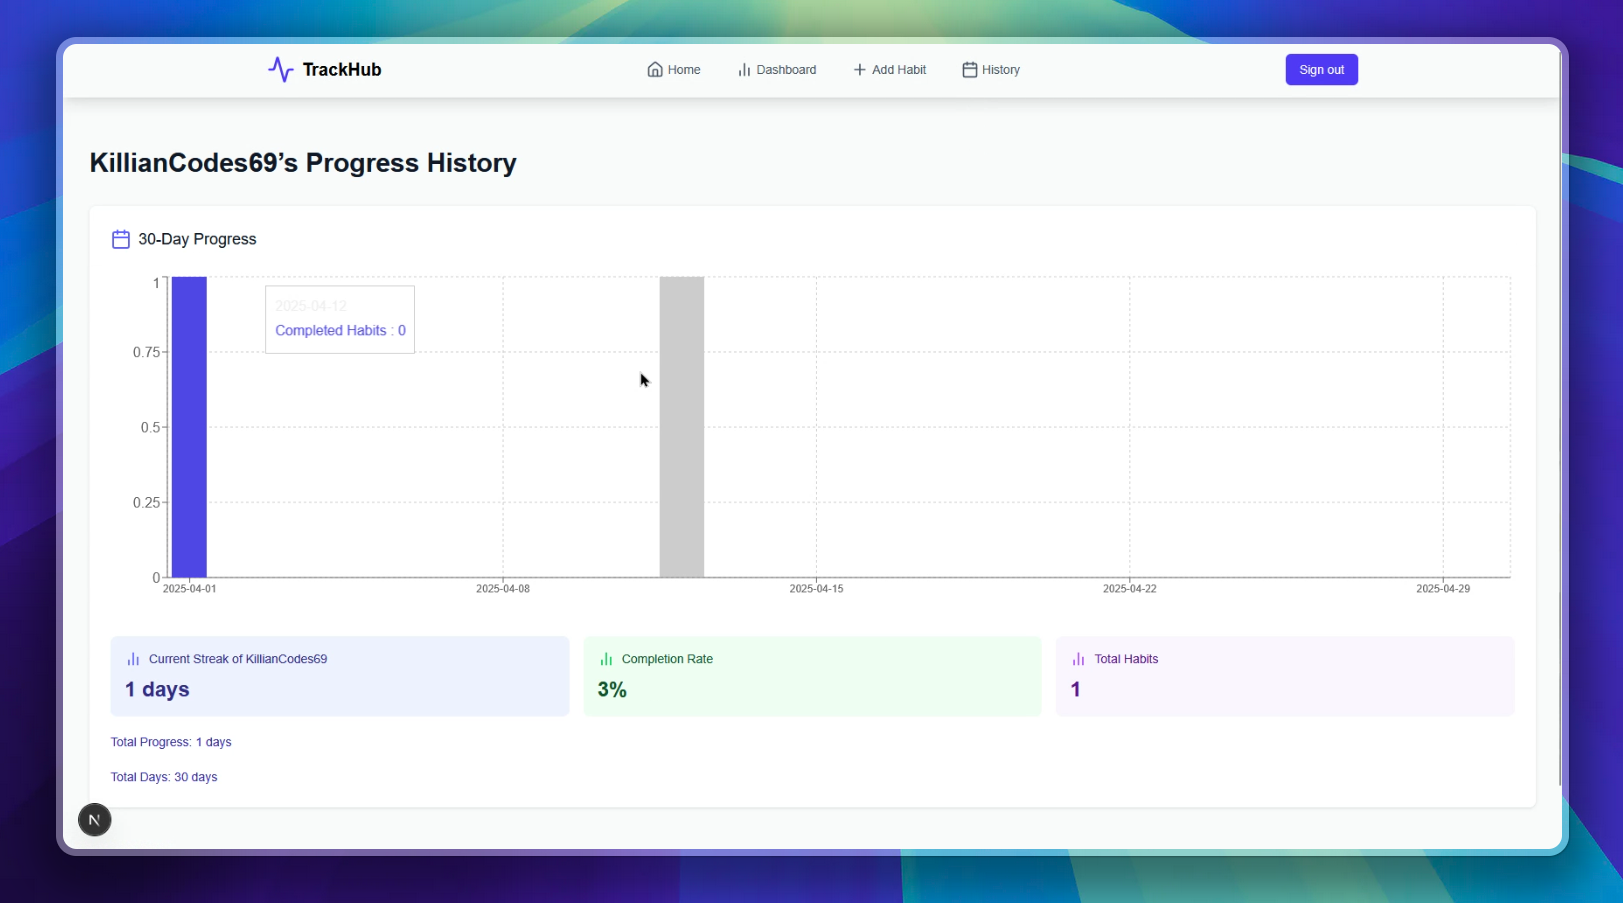 TrackHub
Home
Dashboard
Add Habit
History
Sign out
KillianCodes69’s Progress History
30-Day Progress
1
0.75
0.5
0.25
0
2025-04-12
Completed Habits : 0
2025-04-01
2025-04-08
2025-04-15
2025-04-22
2025-04-29
Current Streak of KillianCodes69
1 days
Completion Rate
3%
Total Habits
1
Total Progress: 1 days
Total Days: 30 days
N